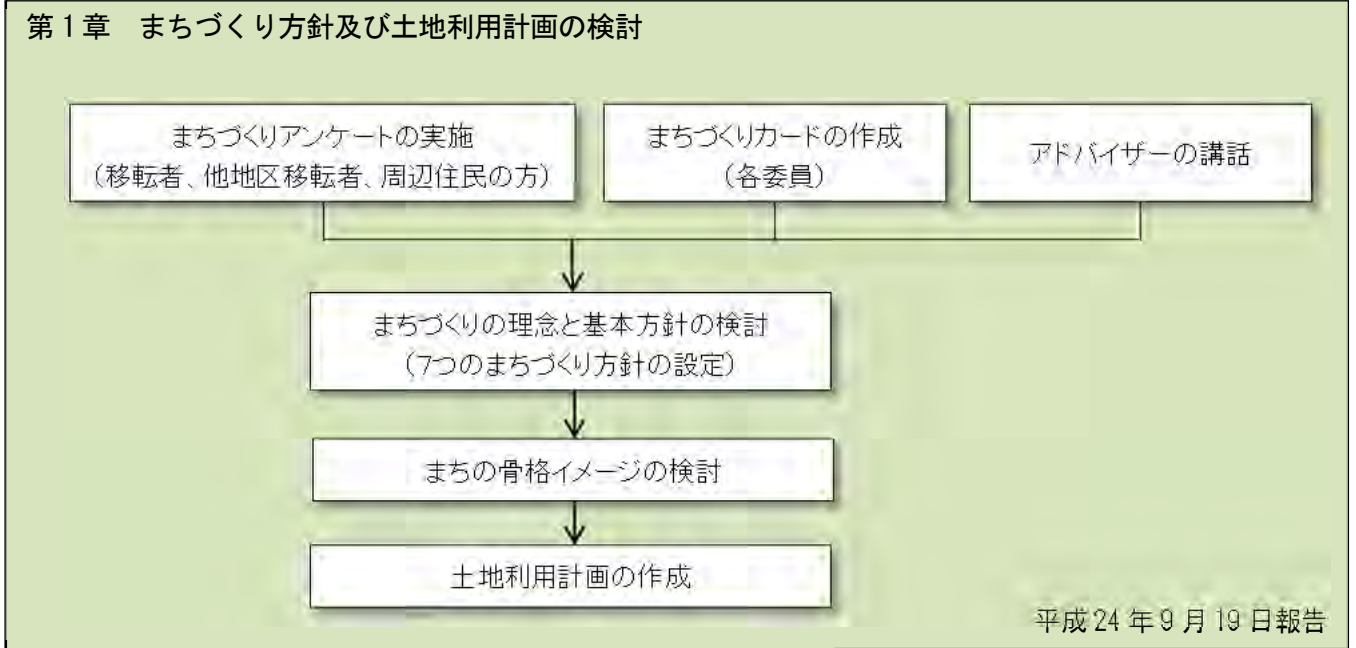 第1章　まちづくり方針及び土地利用計画の検討
まちづくりアンケートの実施
（移転者、他地区移転者、周辺住民の方）
まちづくりカードの作成
（各委員）
アドバイザーの講話
まちづくりの理念と基本方針の検討
（7つのまちづくり方針の設定）
まちの骨格イメージの検討
土地利用計画の作成
平成24年9月19日報告